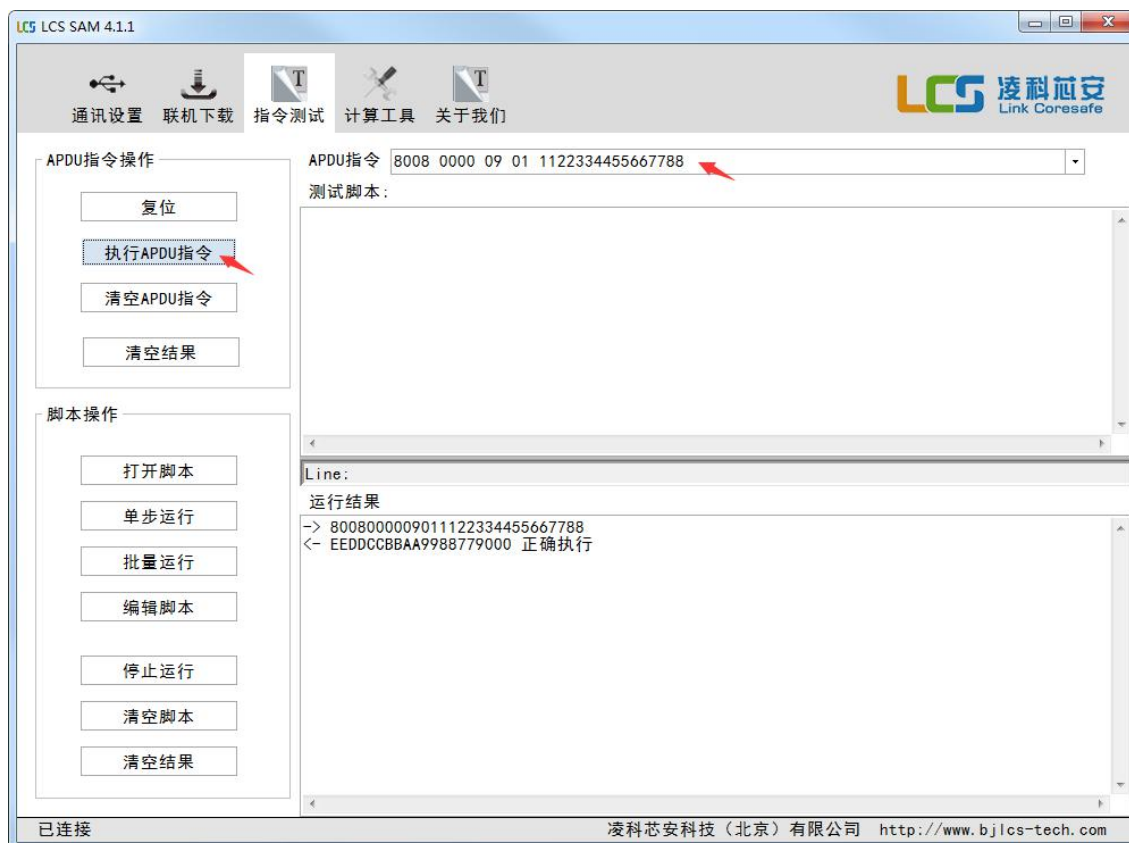 LCS LCS SAM 4.1.1
通讯设置 联机下载 指令测试 计算工具 关于我们
LCS 凌科芯安
Link Coresafe
APDU指令操作
复位
执行APDU指令
清空APDU指令
清空结果
脚本操作
打开脚本
单步运行
批量运行
编辑脚本
停止运行
清空脚本
清空结果
APDU指令 8008 0000 09 01 1122334455667788
测试脚本:
Line:
运行结果
-> 8008000009011122334455667788
<- EEDDCCBBAA9988779000 正确执行
已连接 凌科芯安科技（北京）有限公司 http://www.bjlcs-tech.com